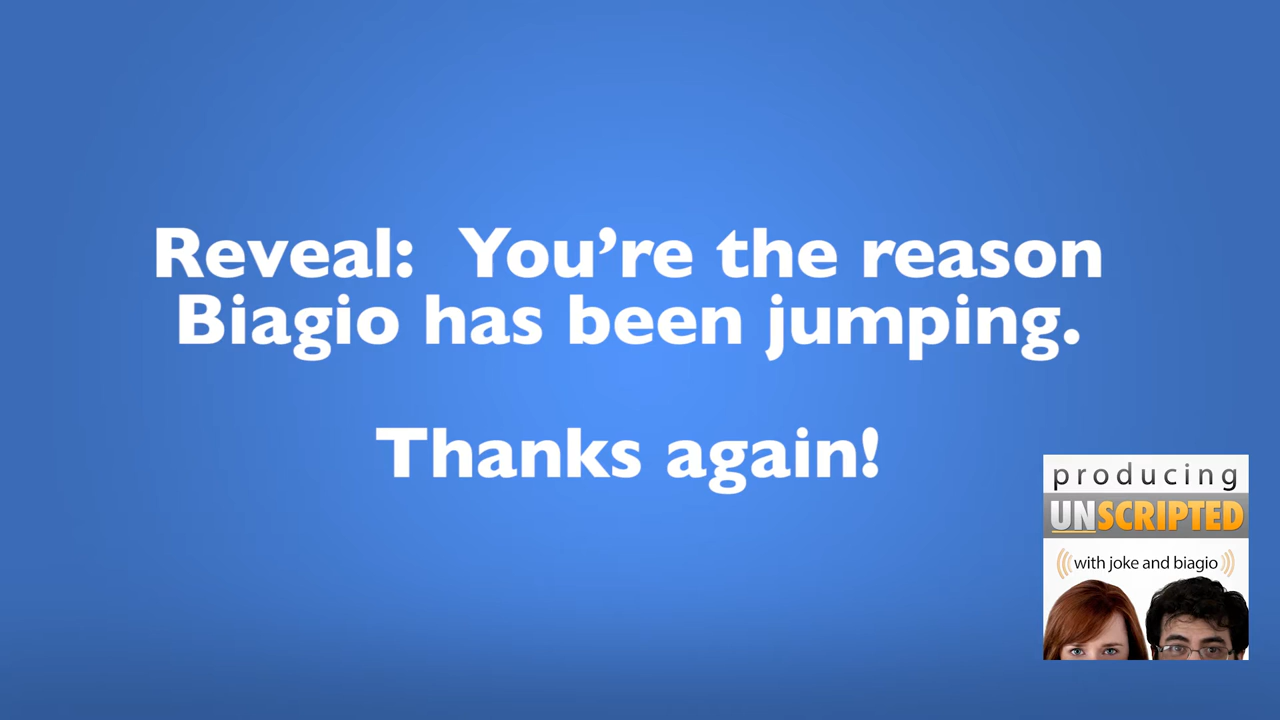 Reveal: You’re the reason
Biagio has been jumping.
Thanks again!
producing
UNSCRIPTED
with joke and biagio